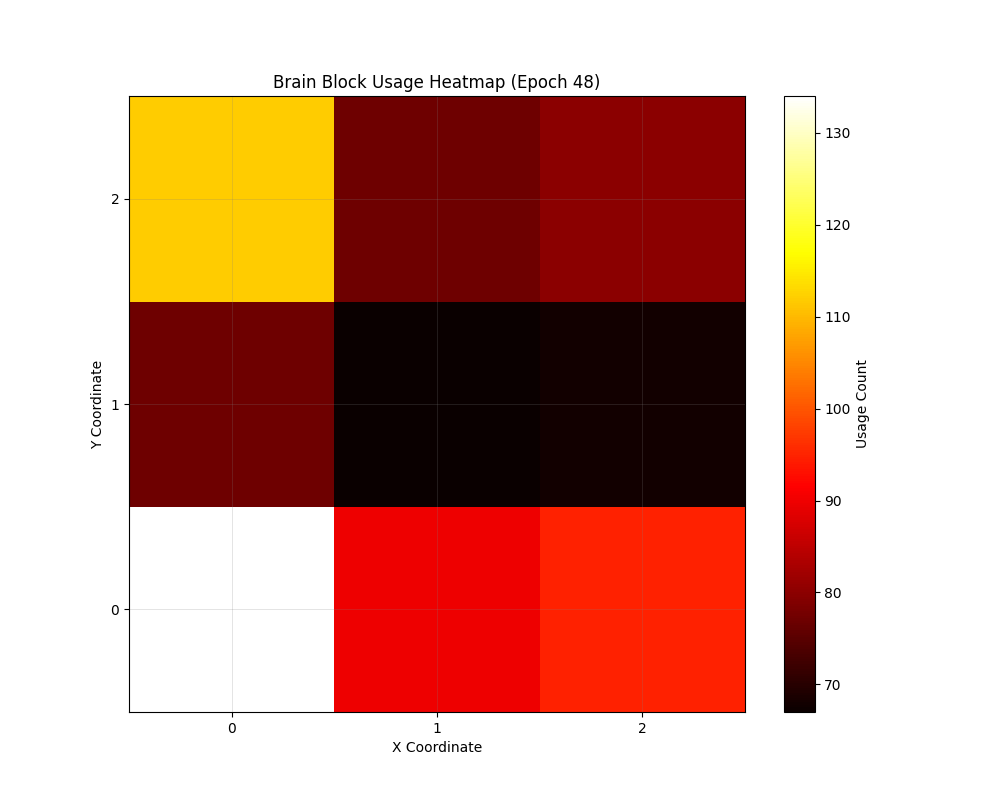 Brain Block Usage Heatmap (Epoch 48)
2
1
0
Y Coordinate
0 1 2
X Coordinate
130
120
110
100
90
80
70
Usage Count